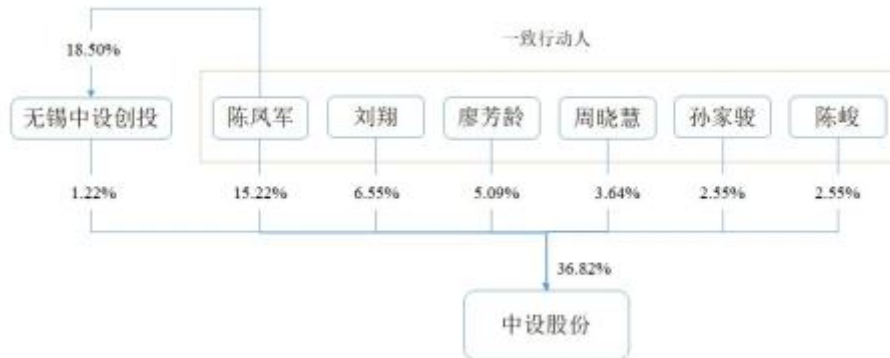 一致行动人
18.50%
无锡中设创投 陈凤军 刘翔 廖芳龄 周晓慧 孙家骏 陈峻
1.22% 15.22% 6.55% 5.09% 3.64% 2.55% 2.55%
36.82%
中设股份